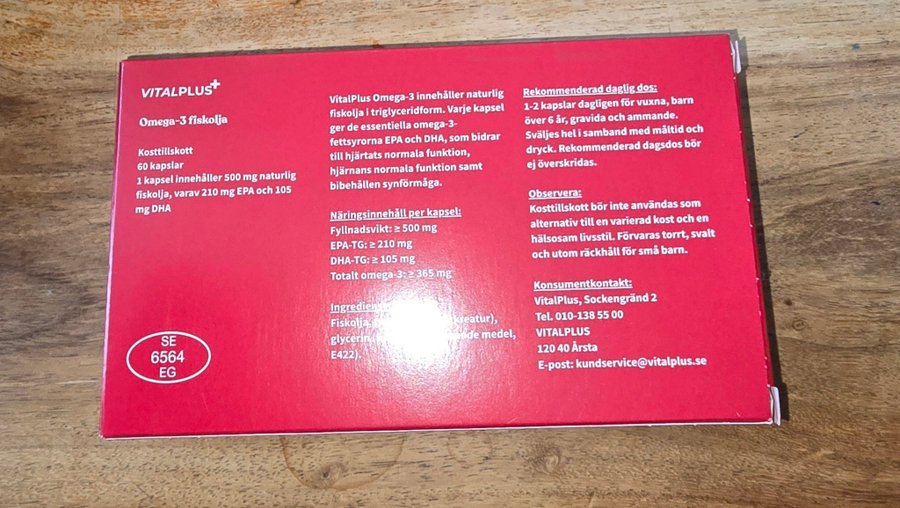 VITALPLUS+
Omega-3 fiskolja
Kosttillskott
60 kapslar
1 kapsel innehåller 500 mg naturlig
fiskolja, varav 210 mg EPA och 105
mg DHA
SE
6564
EG
VitalPlus Omega-3 innehåller naturlig
fiskolja i triglyceridform. Varje kapsel
ger de essentiella omega-3-
fettsyrorna EPA och DHA, som bidrar
till hjärtats normala funktion,
hjärnans normala funktion samt
bibehållen synförmåga.
Näringsinnehåll per kapsel:
Fyllnadsvikt: ≥ 500 mg
EPA-TG: ≥ 210 mg
DHA-TG: ≥ 105 mg
Totalt omega-3: ≥ 365 mg
Fiskolja,
glycerin medel,
E422).
Rekommenderad daglig dos:
1-2 kapslar dagligen för vuxna, barn
över 6 år, gravida och ammande.
Sväljes hel i samband med måltid och
dryck. Rekommenderad dagsdos bör
ej överskridas.
Observera:
Kosttillskott bör inte användas som
alternativ till en varierad kost och en
hälsosam livsstil. Förvaras torrt, svalt
och utom räckhåll för små barn.
Konsumentkontakt:
VitalPlus, Sockengränd 2
Tel. 010-138 55 00
VITALPLUS
120 40 Årsta
E-post: kundservice@vitalplus.se